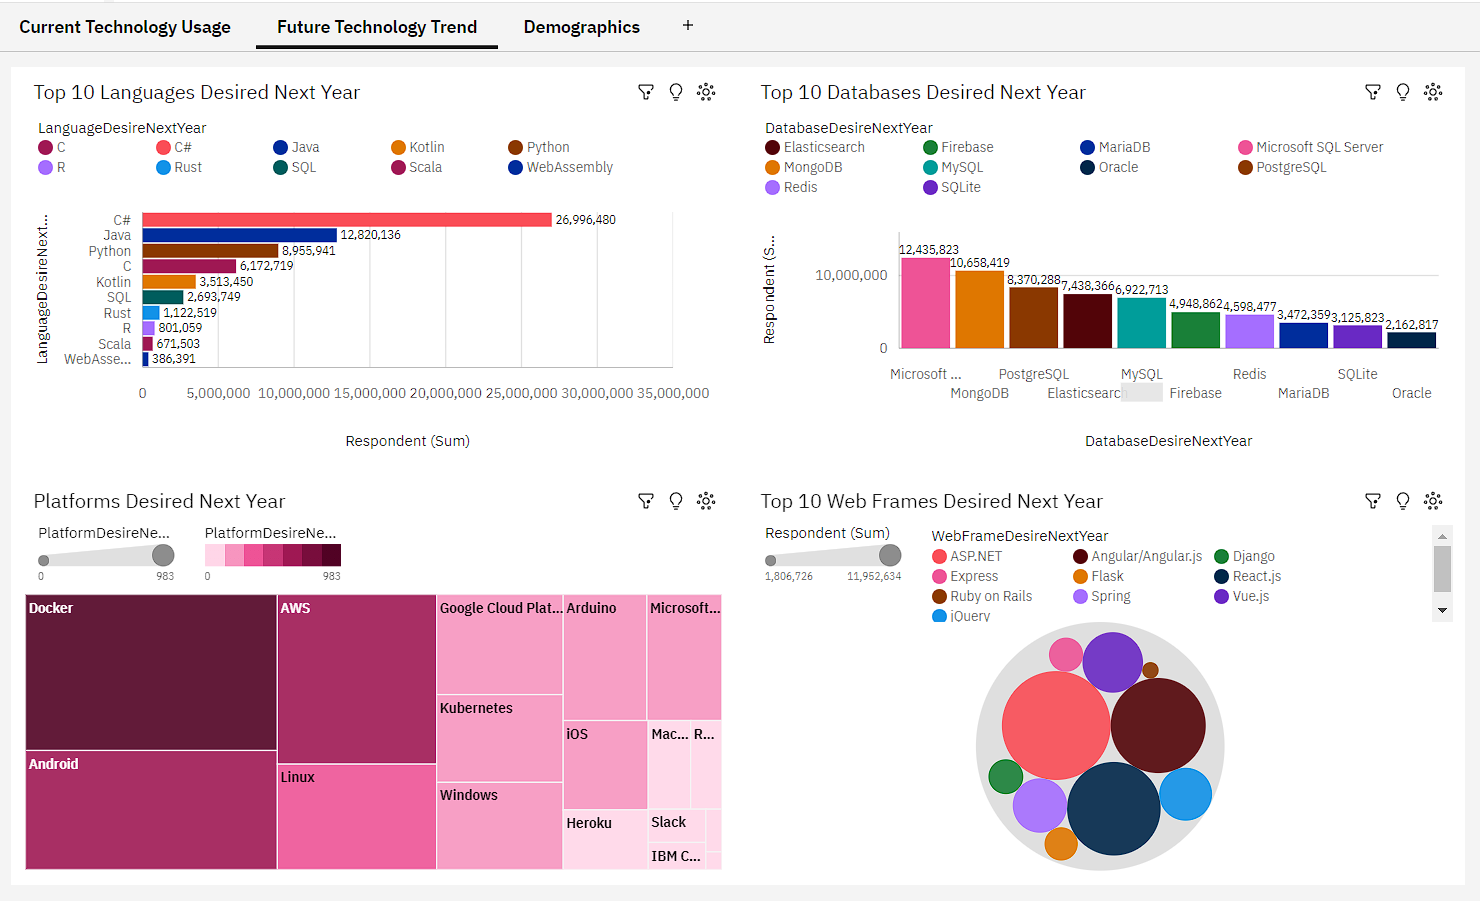 Current Technology Usage
Future Technology Trend
Demographics
+
Top 10 Languages Desired Next Year
LanguageDesireNextYear
C
C#
Java
Kotlin
Python
R
Rust
SQL
Scala
WebAssembly
LanguageDesireNext...
C#
26,996,480
Java
12,820,136
Python
8,955,941
C
6,172,719
Kotlin
3,513,450
SQL
2,693,749
Rust
1,122,519
R
801,059
Scala
671,503
WebAsse...
386,391
0
5,000,000
10,000,000
15,000,000
20,000,000
25,000,000
30,000,000
35,000,000
Respondent (Sum)
Top 10 Databases Desired Next Year
DatabaseDesireNextYear
Elasticsearch
Firebase
MariaDB
Microsoft SQL Server
MongoDB
MySQL
Oracle
PostgreSQL
Redis
SQLite
Respondent (S...
10,000,000
0
12,435,823
10,658,419
8,370,288
7,438,366
6,922,713
4,948,862
4,598,477
3,472,359
3,125,823
2,162,817
Microsoft ...
PostgreSQL
MySQL
Redis
SQLite
MongoDB
Elasticsearch
Firebase
MariaDB
Oracle
DatabaseDesireNextYear
Platforms Desired Next Year
PlatformDesireNe...
0
983
PlatformDesireNe...
0
983
Docker
AWS
Google Cloud Plat...
Arduino
Microsoft...
Kubernetes
iOS
Mac...
R...
Android
Linux
Windows
Heroku
Slack
IBM C...
Top 10 Web Frames Desired Next Year
Respondent (Sum)
1,806,726
11,952,634
WebFrameDesireNextYear
ASP.NET
Angular/Angular.js
Django
Express
Flask
React.js
Ruby on Rails
Spring
Vue.js
jQuery